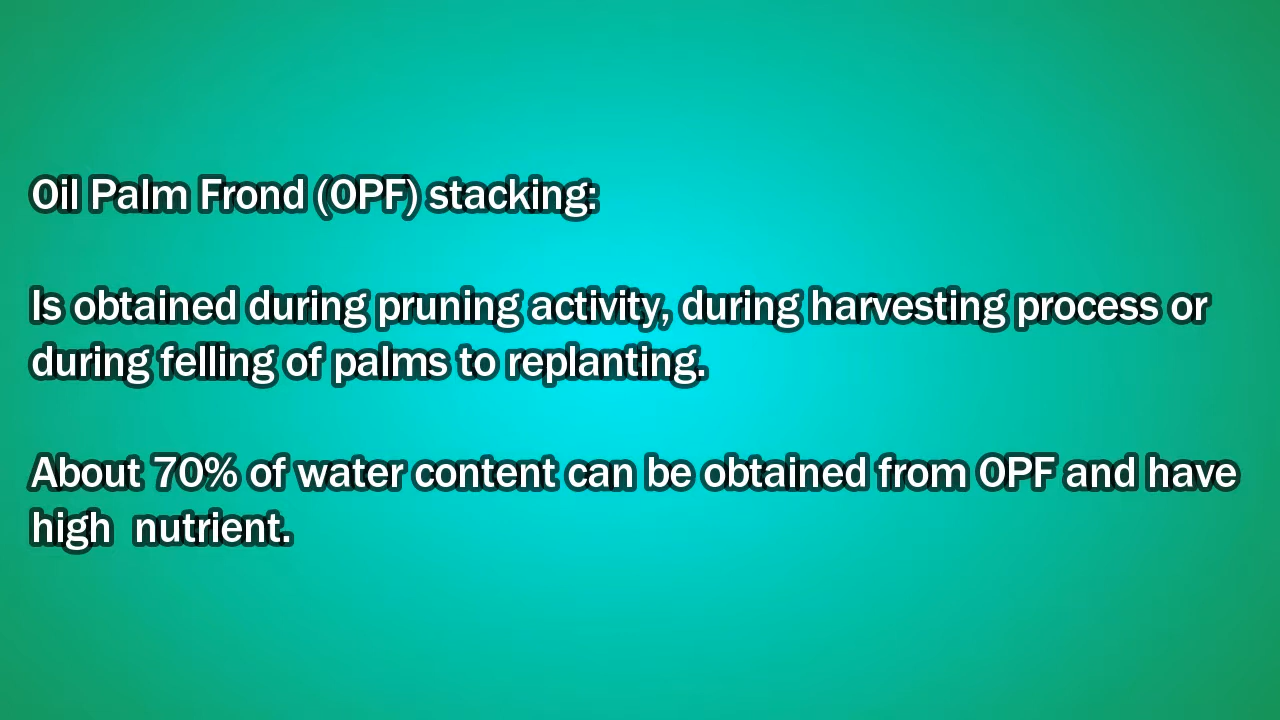 Oil Palm Frond (OPF) stacking:
Is obtained during pruning activity, during harvesting process or
during felling of palms to replanting.
About 70% of water content can be obtained from OPF and have
high  nutrient.